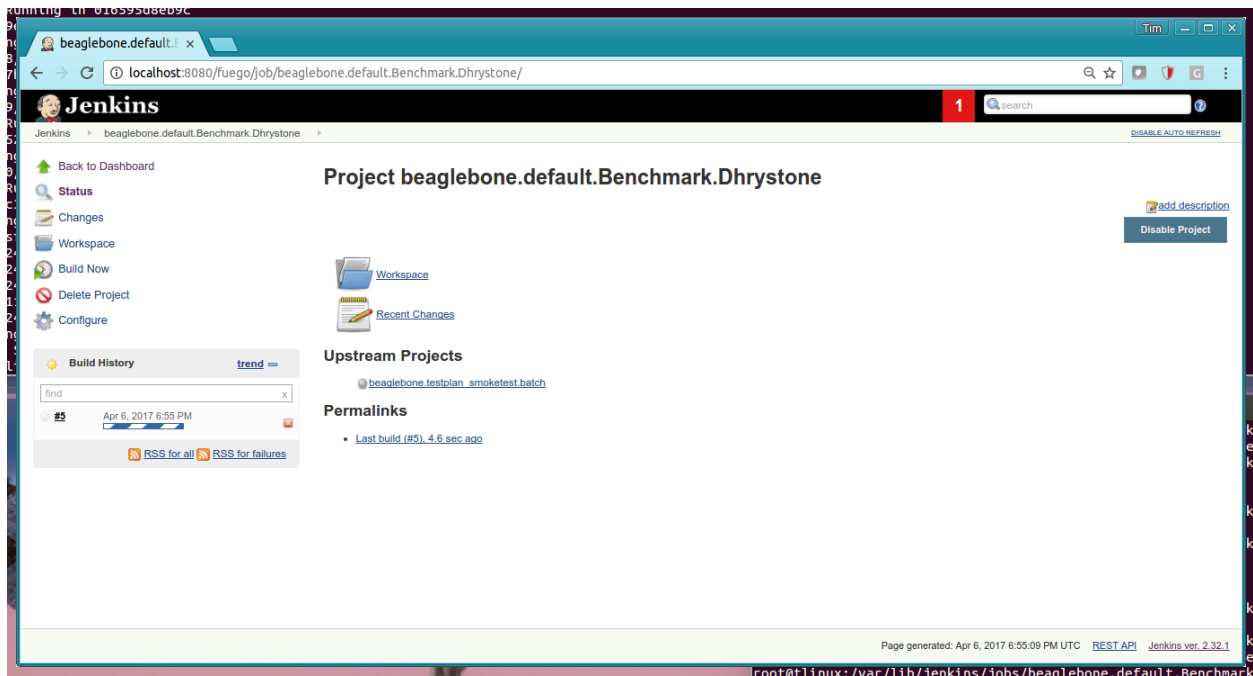 Running in 016595d8eb9c
Tim
beaglebone.default.
localhost:8080/fuego/job/beaglebone.default.Benchmark.Dhrystone/
Jenkins
1
search
Jenkins
beaglebone.default.Benchmark.Dhrystone
DISABLE AUTO REFRESH
Back to Dashboard
Status
Changes
Workspace
Build Now
Delete Project
Configure
Build History
trend
find
x
#5
Apr 6, 2017 6:55 PM
RSS for all
RSS for failures
Project beaglebone.default.Benchmark.Dhrystone
add description
Disable Project
Workspace
Recent Changes
Upstream Projects
beaglebone.testplan_smoketest.batch
Permalinks
Last build (#5), 4.6 sec ago
Page generated: Apr 6, 2017 6:55:09 PM UTC
REST API
Jenkins ver. 2.32.1
root@tlinux:/var/lib/jenkins/jobs/beaglebone.default.Benchmark